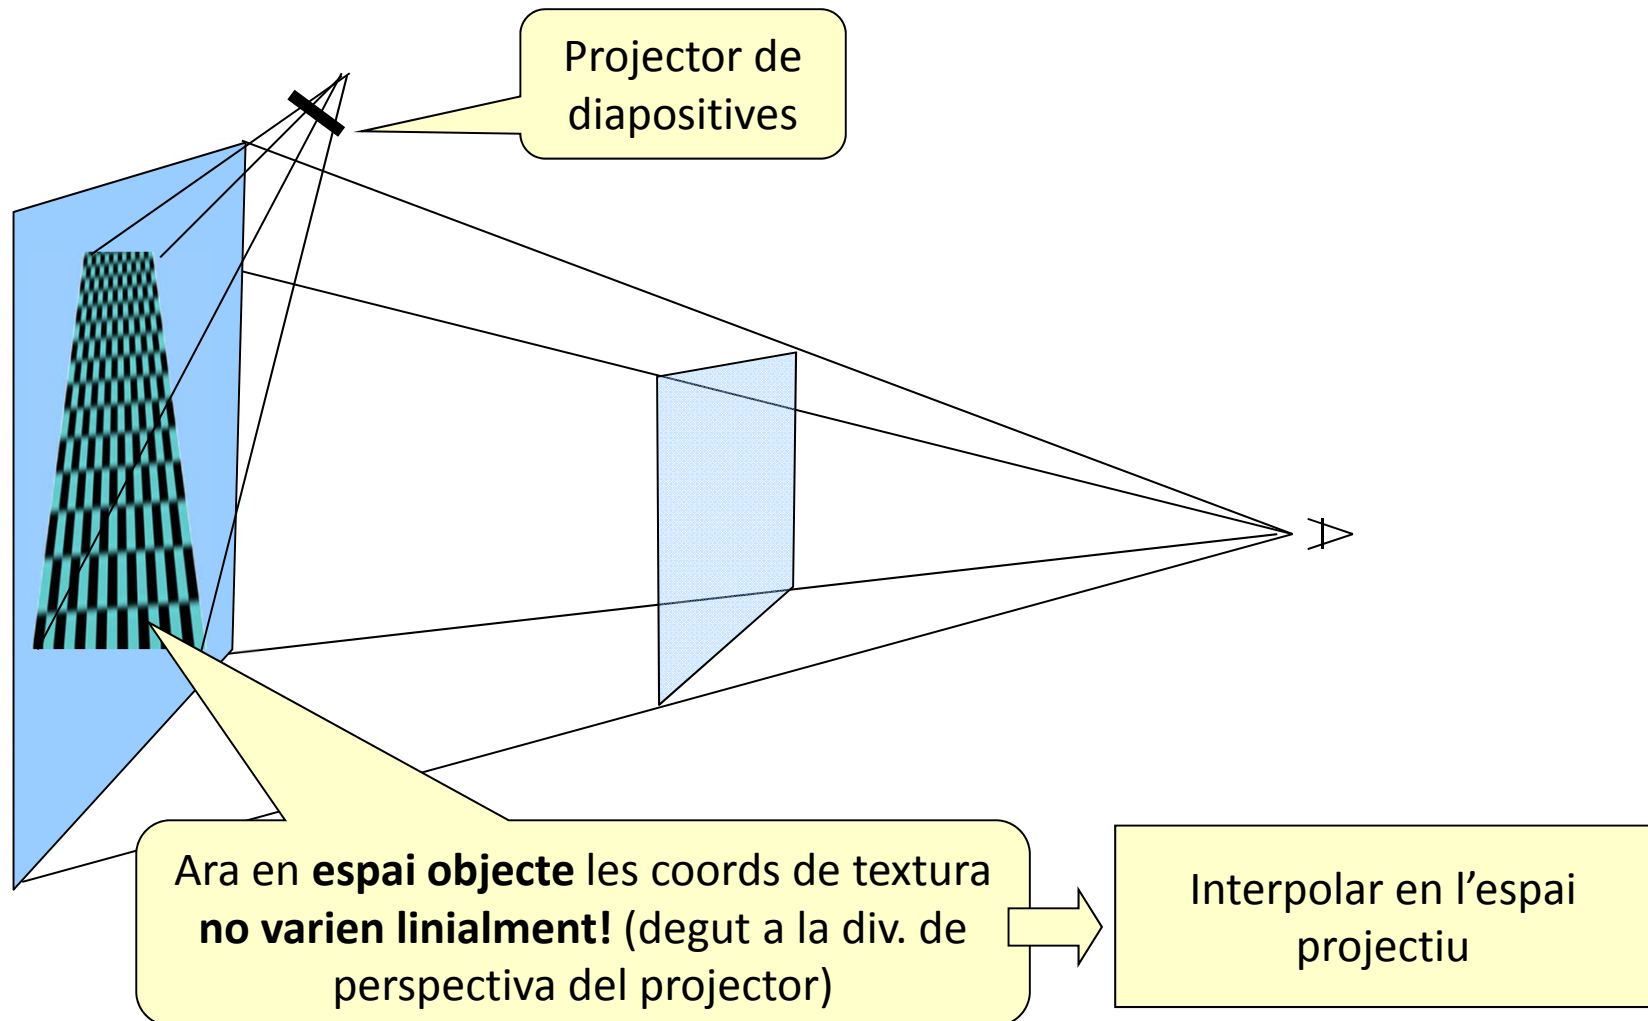 Projector de
diapositives
Ara en espai objecte les coords de textura
no varien linialment! (degut a la div. de
perspectiva del projector)
Interpolar en l’espai
projectiu